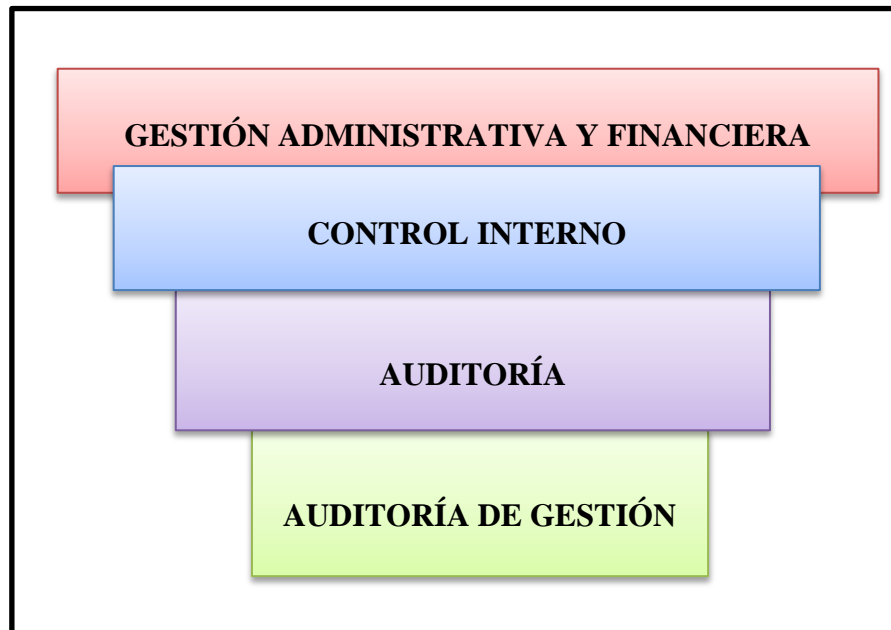 GESTIÓN ADMINISTRATIVA Y FINANCIERA
CONTROL INTERNO
AUDITORÍA
AUDITORÍA DE GESTIÓN